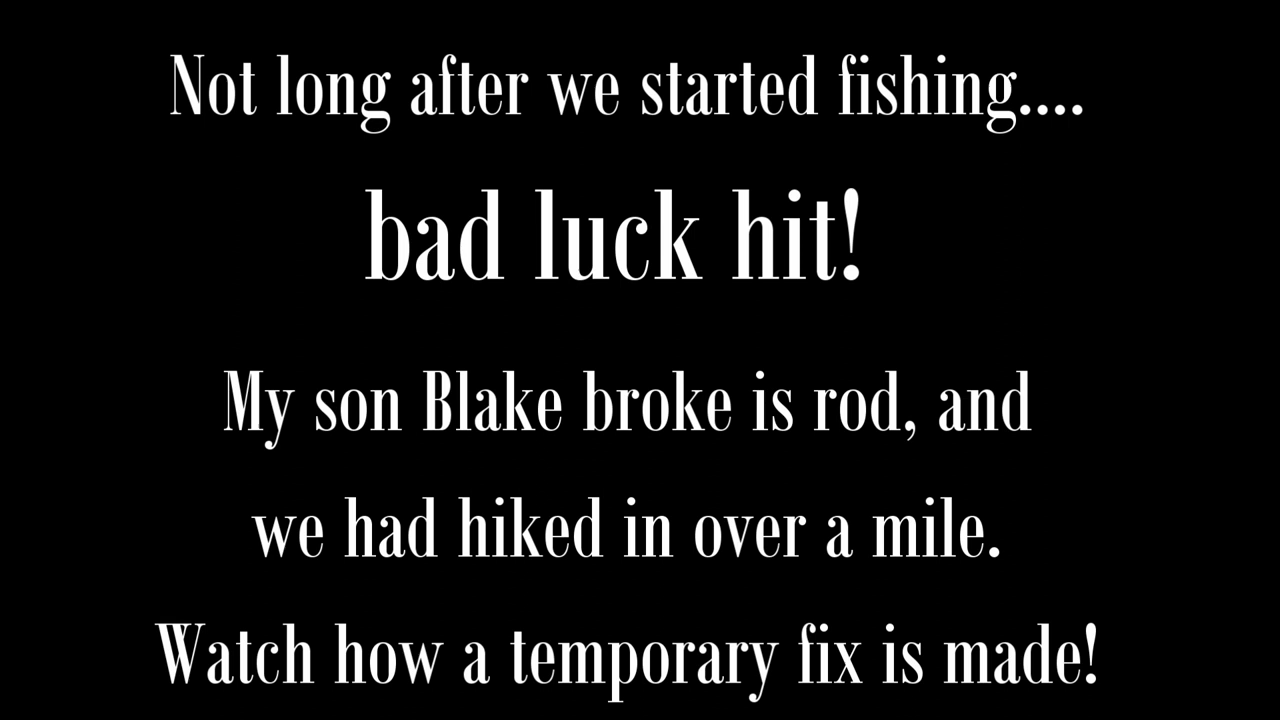 Not long after we started fishing....
bad luck hit!
My son Blake broke is rod, and
we had hiked in over a mile.
Watch how a temporary fix is made!